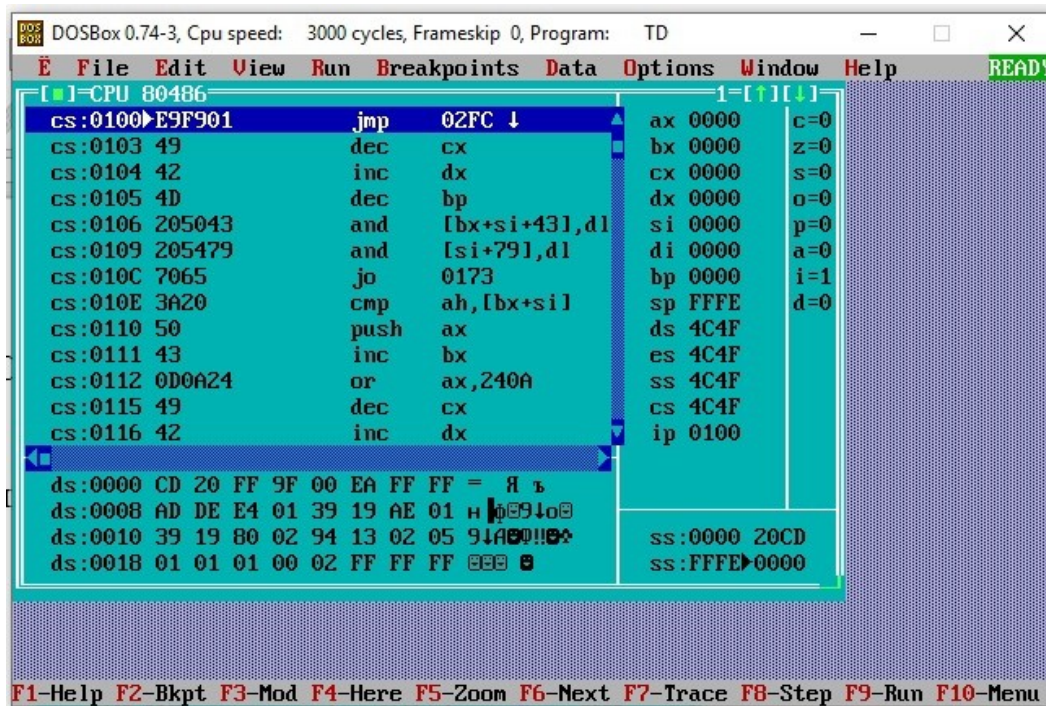 DOSBox 0.74-3, Cpu speed: 3000 cycles, Frameskip 0, Program: TD
Ë File Edit View Run Breakpoints Data Options Window Help READY
[■]=CPU 80486 1=[↑][↓]
cs:0100►E9F901 jmp 02FC ↓ ax 0000 c=0
cs:0103 49 dec cx bx 0000 z=0
cs:0104 42 inc dx cx 0000 s=0
cs:0105 4D dec bp dx 0000 o=0
cs:0106 205043 and [bx+si+43],dl si 0000 p=0
cs:0109 205479 and [si+79],dl di 0000 a=0
cs:010C 7065 jo 0173 bp 0000 i=1
cs:010E 3A20 cmp ah,[bx+si] sp FFFE d=0
cs:0110 50 push ax ds 4C4F
cs:0111 43 inc bx es 4C4F
cs:0112 0D0A24 or ax,240A ss 4C4F
cs:0115 49 dec cx cs 4C4F
cs:0116 42 inc dx ip 0100
ds:0000 CD 20 FF 9F 00 EA FF FF = Я ъ
ds:0008 AD DE E4 01 39 19 AE 01 н ▐ф☺9↓о☺
ds:0010 39 19 80 02 94 13 02 05 9↓А☻Ф‼☻♣ ss:0000 20CD
ds:0018 01 01 01 00 02 FF FF FF ☺☺☺ ☻ ss:FFFE►0000
F1-Help F2-Bkpt F3-Mod F4-Here F5-Zoom F6-Next F7-Trace F8-Step F9-Run F10-Menu